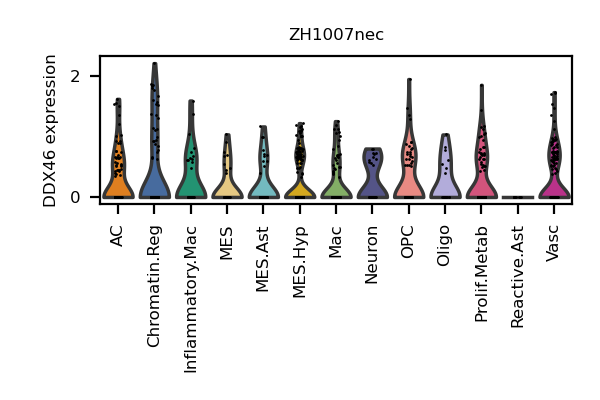 ZH1007nec
DDX46 expression
2
0
AC
Chromatin.Reg
Inflammatory.Mac
MES
MES.Ast
MES.Hyp
Mac
Neuron
OPC
Oligo
Prolif.Metab
Reactive.Ast
Vasc